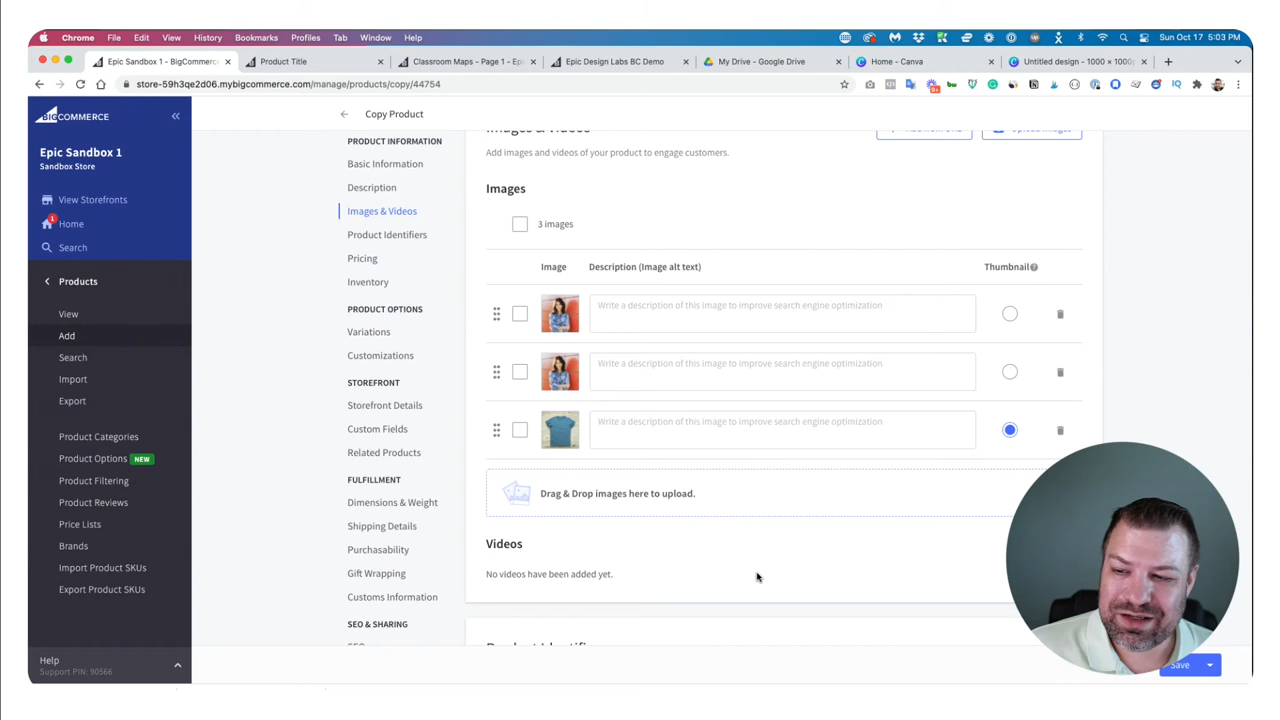 Chrome File Edit View History Bookmarks Profiles Tab Window Help Sun Oct 17 5:03 PM
Epic Sandbox 1 - BigCommerce Product Title Classroom Maps - Page 1 - Epi Epic Design Labs BC Demo My Drive - Google Drive Home - Canva Untitled design - 1000 × 1000p
store-59h3qe2d06.mybigcommerce.com/manage/products/copy/44754
BIGCOMMERCE
Copy Product
Epic Sandbox 1
Sandbox Store
View Storefronts
1
Home
Search
Products
View
Add
Search
Import
Export
Product Categories
Product Options NEW
Product Filtering
Product Reviews
Price Lists
Brands
Import Product SKUs
Export Product SKUs
Help
Support PIN: 90566
PRODUCT INFORMATION
Basic Information
Description
Images & Videos
Product Identifiers
Pricing
Inventory
PRODUCT OPTIONS
Variations
Customizations
STOREFRONT
Storefront Details
Custom Fields
Related Products
FULFILLMENT
Dimensions & Weight
Shipping Details
Purchasability
Gift Wrapping
Customs Information
SEO & SHARING
Images & Videos
Add images and videos of your product to engage customers.
Images
3 images
Image Description (Image alt text) Thumbnail
Write a description of this image to improve search engine optimization
Write a description of this image to improve search engine optimization
Write a description of this image to improve search engine optimization
Drag & Drop images here to upload.
Videos
No videos have been added yet.
Save